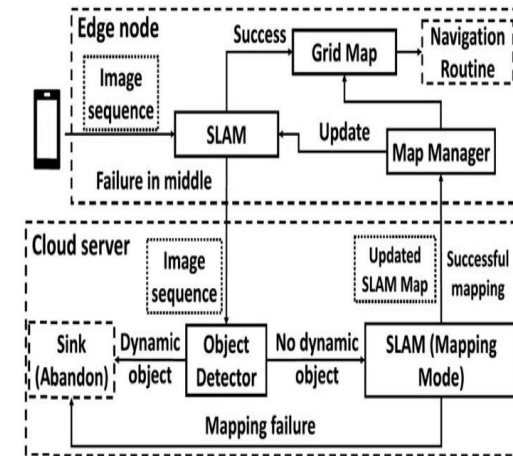 Edge node
Image
sequence
Success
Grid Map
Navigation
Routine
SLAM
Update
Map Manager
Failure in middle
Cloud server
Image
sequence
Updated
SLAM Map
Successful
mapping
Sink
(Abandon)
Dynamic
object
Object
Detector
No dynamic
object
SLAM (Mapping
Mode)
Mapping failure